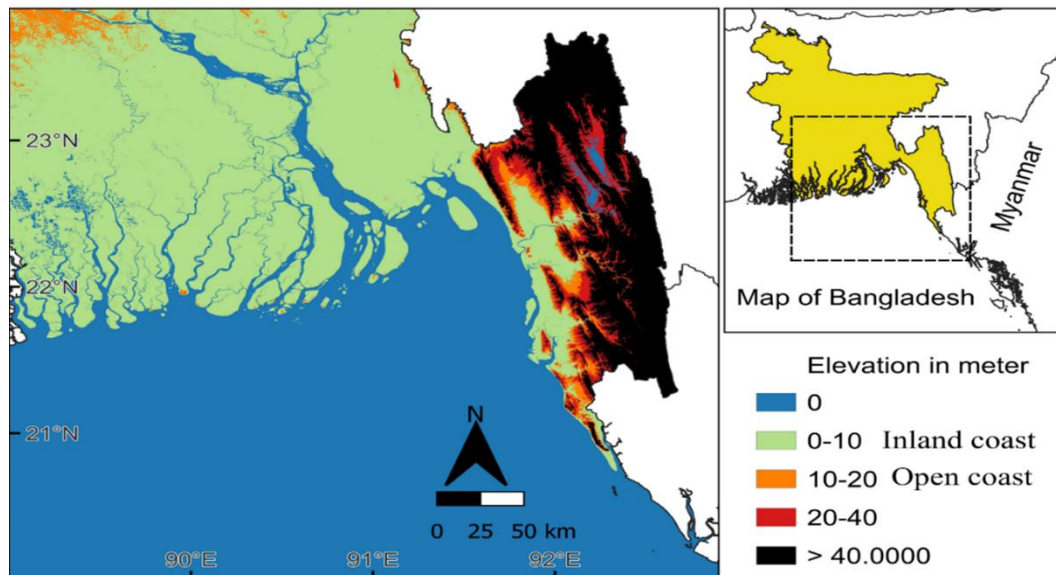 23°N
22°N
21°N
90°E
91°E
92°E
N
0 25 50 km
Myanmar
Map of Bangladesh
Elevation in meter
0
0-10 Inland coast
10-20 Open coast
20-40
> 40.0000